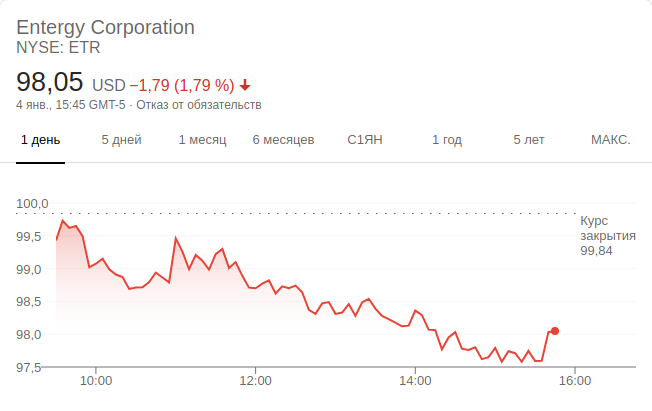 Entergy Corporation
NYSE: ETR
98,05 USD −1,79 (1,79 %)
4 янв., 15:45 GMT-5 · Отказ от обязательств
1 день 5 дней 1 месяц 6 месяцев С1ЯН 1 год 5 лет МАКС.
100,0
99,5
99,0
98,5
98,0
97,5
Курс
закрытия
99,84
10:00 12:00 14:00 16:00